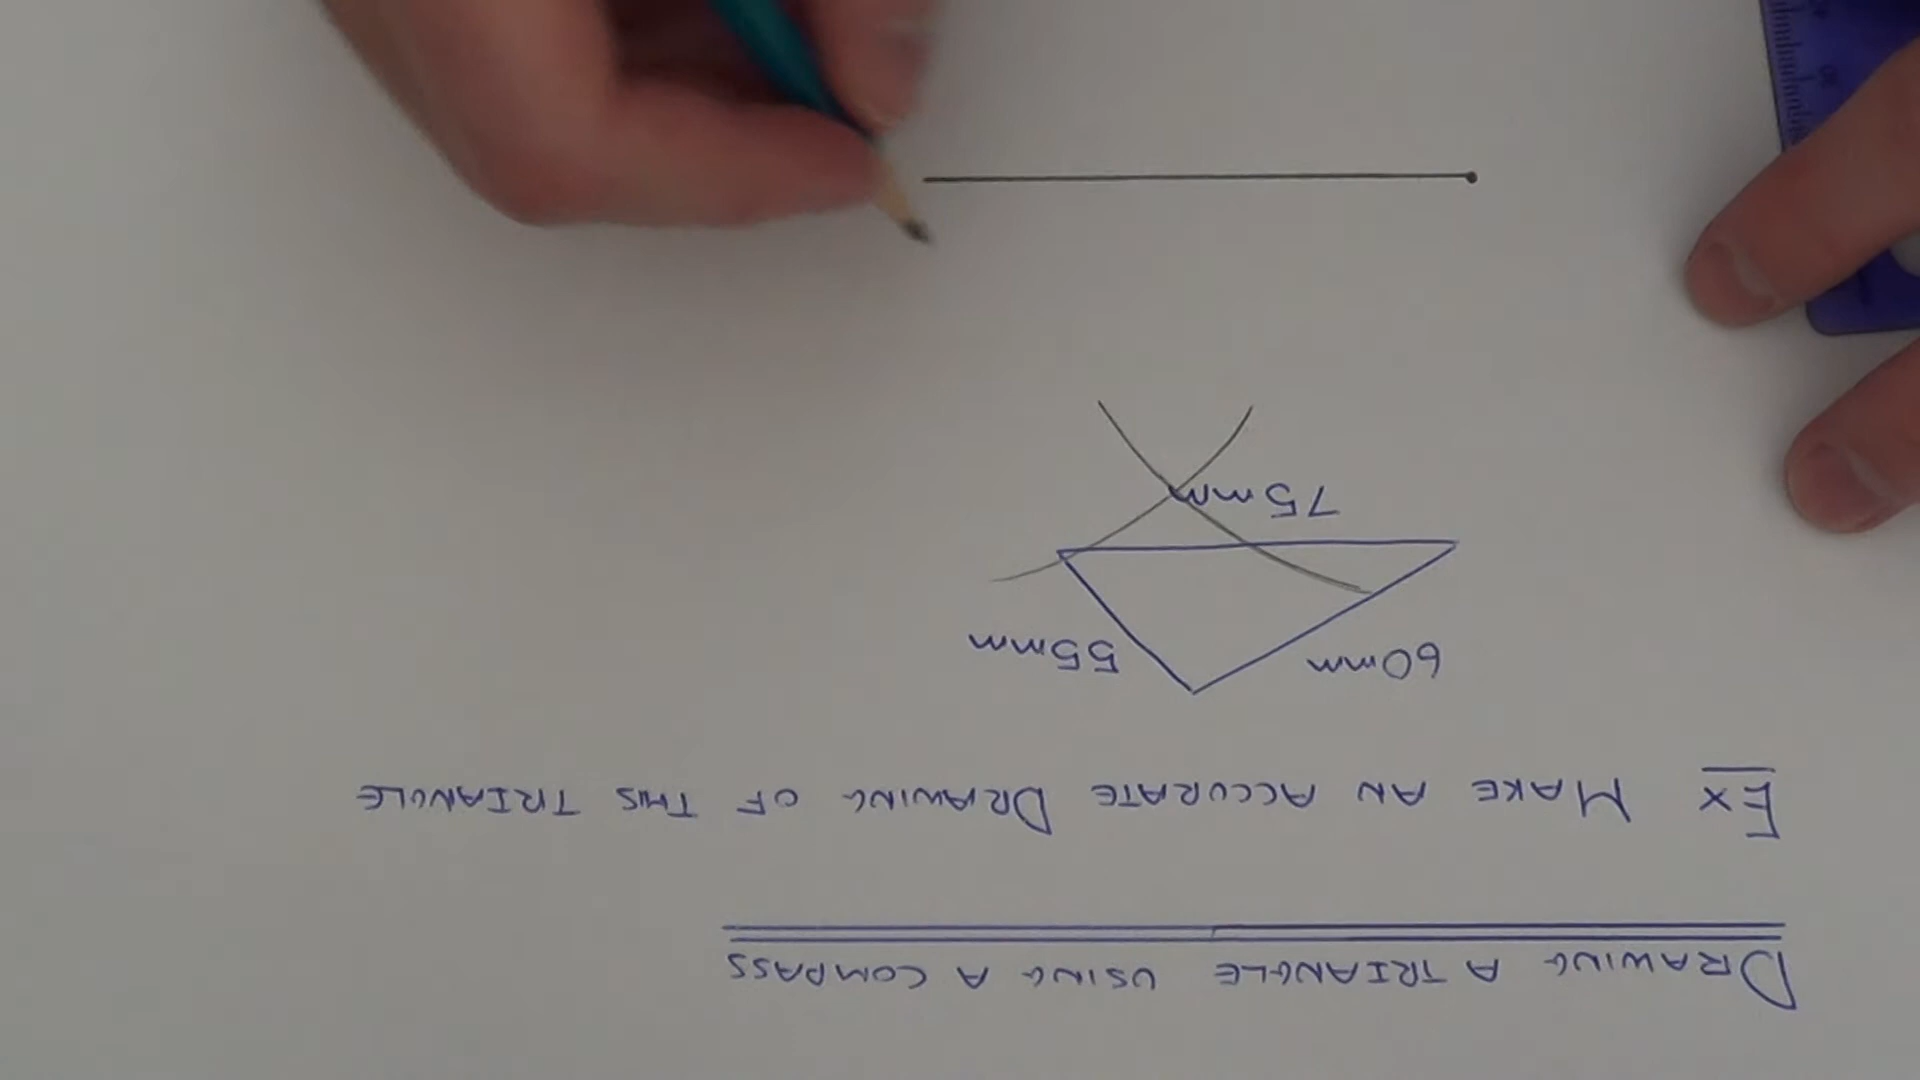 DRAWING A TRIANGLE USING A COMPASS
EX MAKE AN ACCURATE DRAWING OF THIS TRIANGLE
60mm 55mm
75mm